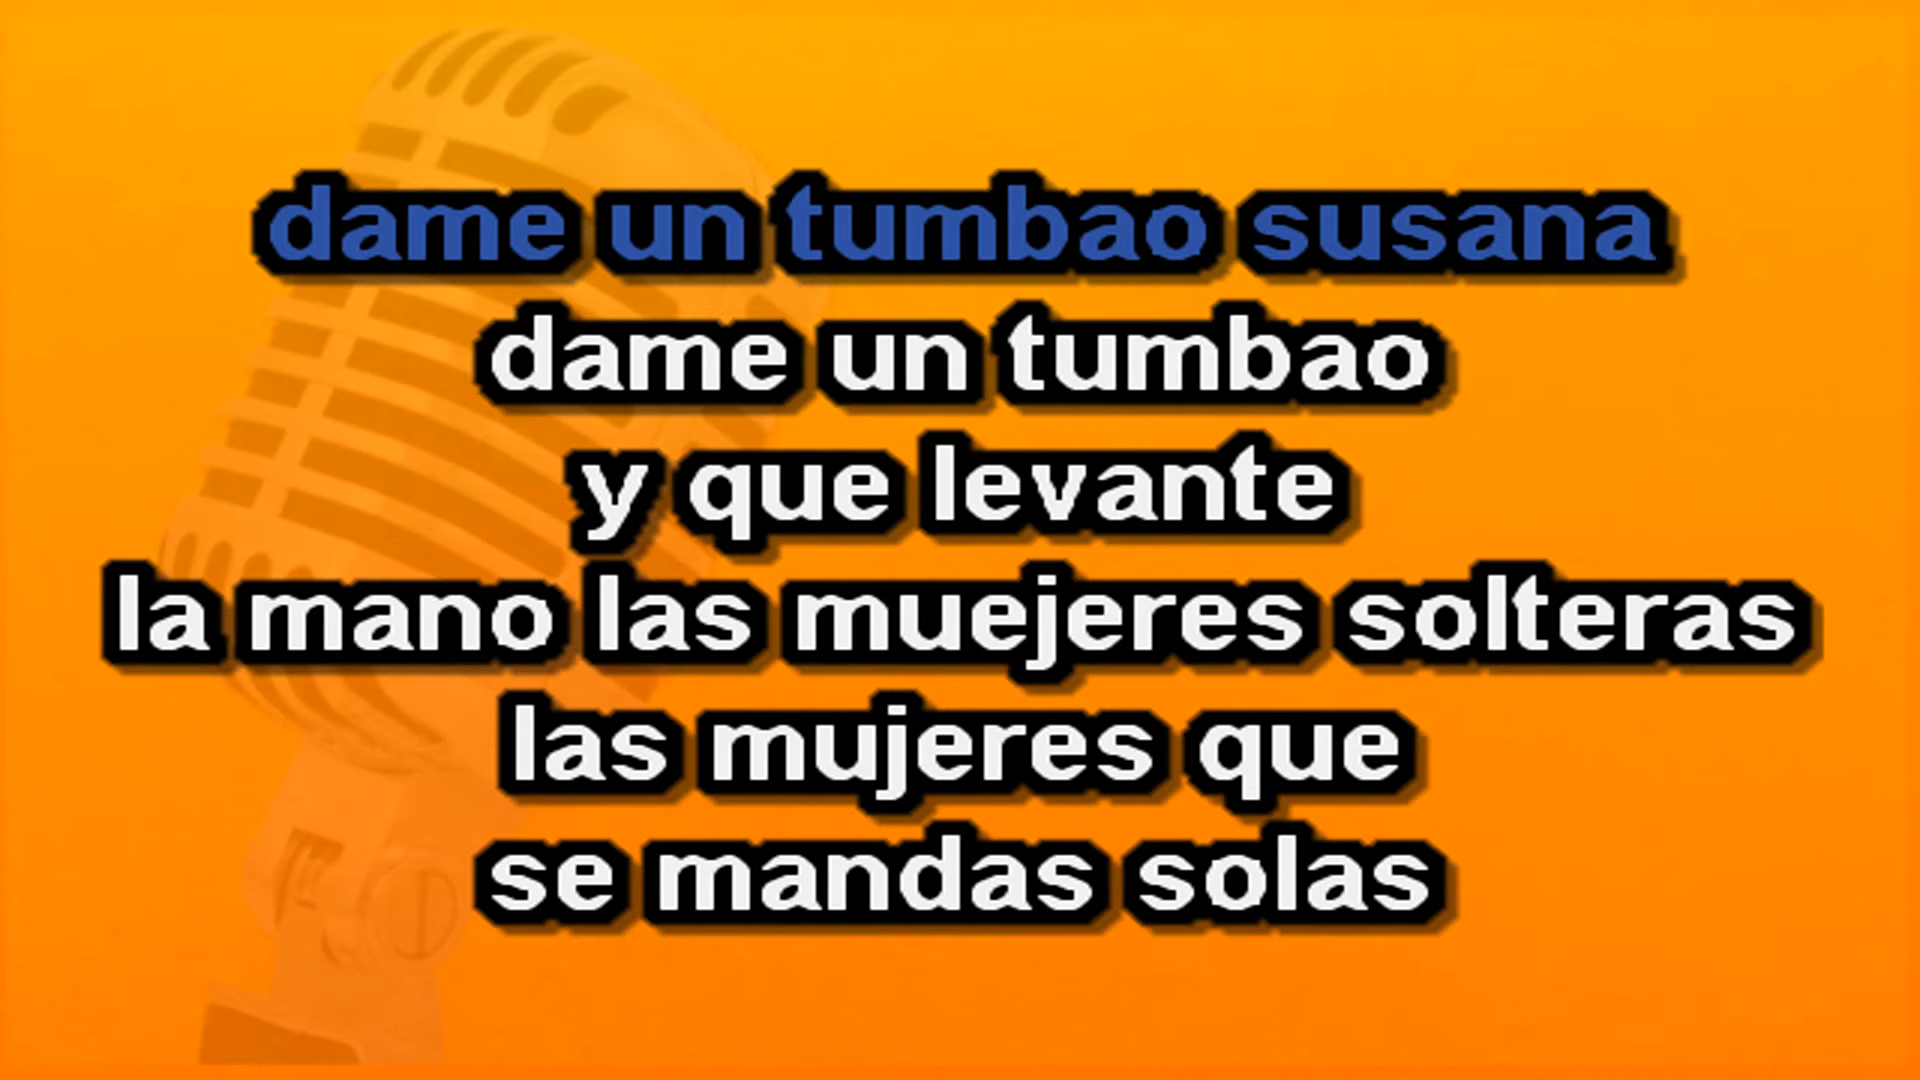 dame un tumbao susana
dame un tumbao
y que levante
la mano las muejeres solteras
las mujeres que
se mandas solas